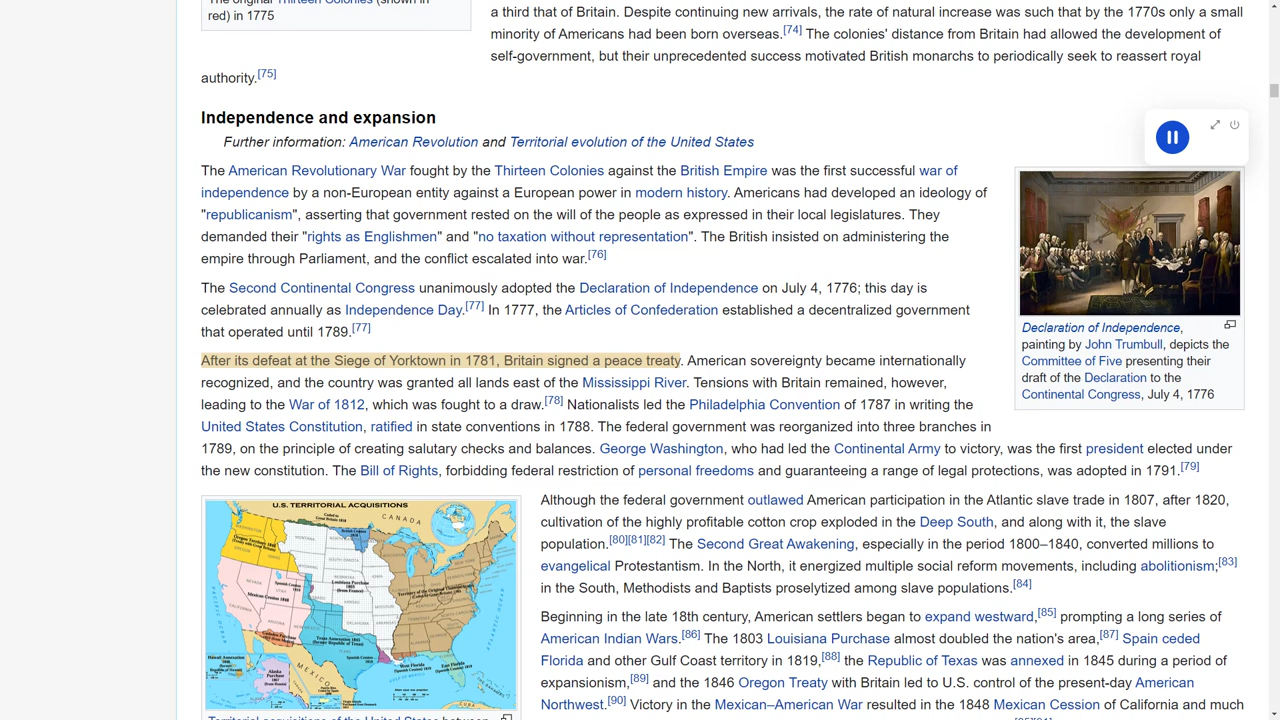 The original Thirteen Colonies (shown in
red) in 1775
a third that of Britain. Despite continuing new arrivals, the rate of natural increase was such that by the 1770s only a small
minority of Americans had been born overseas.[74] The colonies' distance from Britain had allowed the development of
self-government, but their unprecedented success motivated British monarchs to periodically seek to reassert royal
authority.[75]
Independence and expansion
Further information: American Revolution and Territorial evolution of the United States
The American Revolutionary War fought by the Thirteen Colonies against the British Empire was the first successful war of
independence by a non-European entity against a European power in modern history. Americans had developed an ideology of
"republicanism", asserting that government rested on the will of the people as expressed in their local legislatures. They
demanded their "rights as Englishmen" and "no taxation without representation". The British insisted on administering the
empire through Parliament, and the conflict escalated into war.[76]
The Second Continental Congress unanimously adopted the Declaration of Independence on July 4, 1776; this day is
celebrated annually as Independence Day.[77] In 1777, the Articles of Confederation established a decentralized government
that operated until 1789.[77]
Declaration of Independence,
painting by John Trumbull, depicts the
Committee of Five presenting their
draft of the Declaration to the
Continental Congress, July 4, 1776
After its defeat at the Siege of Yorktown in 1781, Britain signed a peace treaty. American sovereignty became internationally
recognized, and the country was granted all lands east of the Mississippi River. Tensions with Britain remained, however,
leading to the War of 1812, which was fought to a draw.[78] Nationalists led the Philadelphia Convention of 1787 in writing the
United States Constitution, ratified in state conventions in 1788. The federal government was reorganized into three branches in
1789, on the principle of creating salutary checks and balances. George Washington, who had led the Continental Army to victory, was the first president elected under
the new constitution. The Bill of Rights, forbidding federal restriction of personal freedoms and guaranteeing a range of legal protections, was adopted in 1791.[79]
U.S. TERRITORIAL ACQUISITIONS
CANADA
MEXICO
Territorial acquisitions of the United States between
Although the federal government outlawed American participation in the Atlantic slave trade in 1807, after 1820,
cultivation of the highly profitable cotton crop exploded in the Deep South, and along with it, the slave
population.[80][81][82] The Second Great Awakening, especially in the period 1800–1840, converted millions to
evangelical Protestantism. In the North, it energized multiple social reform movements, including abolitionism;[83]
in the South, Methodists and Baptists proselytized among slave populations.[84]
Beginning in the late 18th century, American settlers began to expand westward,[85] prompting a long series of
American Indian Wars.[86] The 1803 Louisiana Purchase almost doubled the nation's area,[87] Spain ceded
Florida and other Gulf Coast territory in 1819,[88] the Republic of Texas was annexed in 1845 during a period of
expansionism,[89] and the 1846 Oregon Treaty with Britain led to U.S. control of the present-day American
Northwest.[90] Victory in the Mexican–American War resulted in the 1848 Mexican Cession of California and much